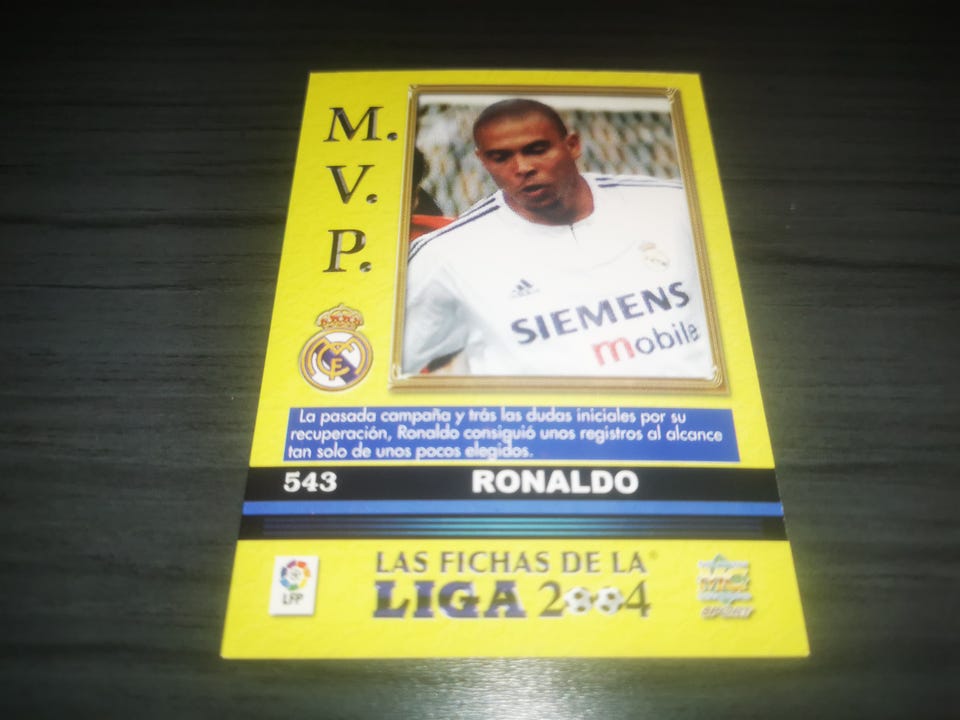 M.
V.
P.
SIEMENS
mobile
La pasada campaña y trás las dudas iniciales por su
recuperación, Ronaldo consiguió unos registros al alcance
tan solo de unos pocos elegidos.
543 RONALDO
LAS FICHAS DE LA®
LIGA 2004
LFP